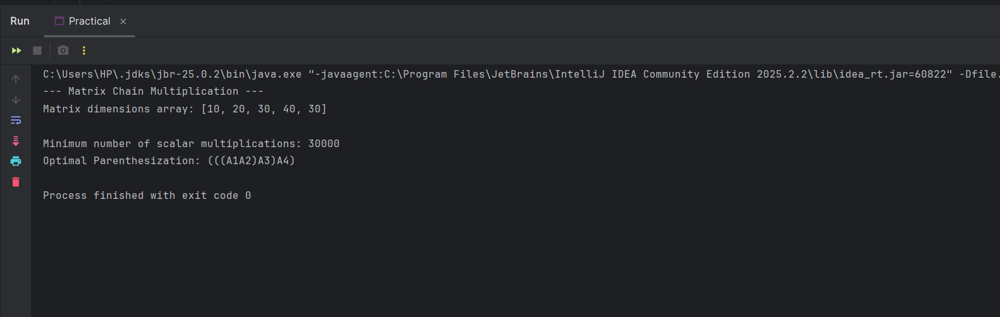 Run
Practical
C:\Users\HP\.jdks\jbr-25.0.2\bin\java.exe "-javaagent:C:\Program Files\JetBrains\IntelliJ IDEA Community Edition 2025.2.2\lib\idea_rt.jar=60822" -Dfile.
--- Matrix Chain Multiplication ---
Matrix dimensions array: [10, 20, 30, 40, 30]
Minimum number of scalar multiplications: 30000
Optimal Parenthesization: (((A1A2)A3)A4)
Process finished with exit code 0